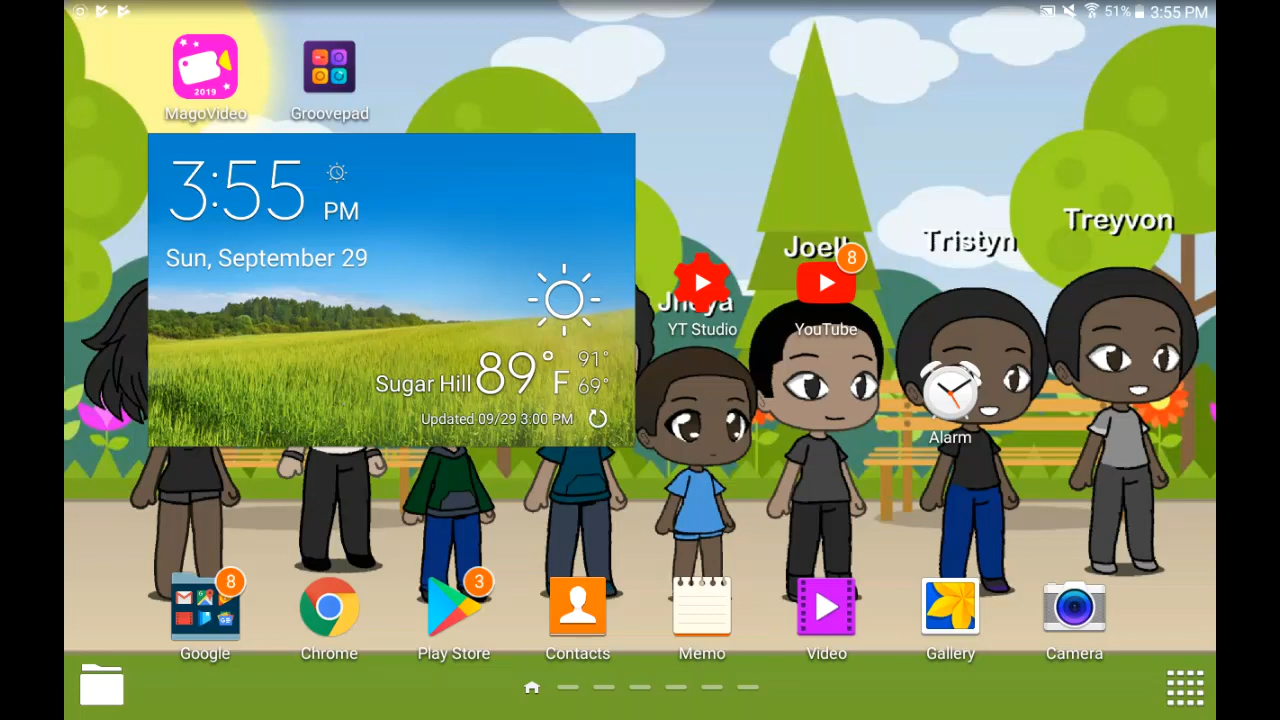 51% 3:55 PM
2019
MagoVideo
Groovepad
3:55 PM
Sun, September 29
Sugar Hill 89° F 91° 69°
Updated 09/29 3:00 PM
Treyvon
Tristyn
8
YT Studio
YouTube
Alarm
8
3
Google
Chrome
Play Store
Contacts
Memo
Video
Gallery
Camera